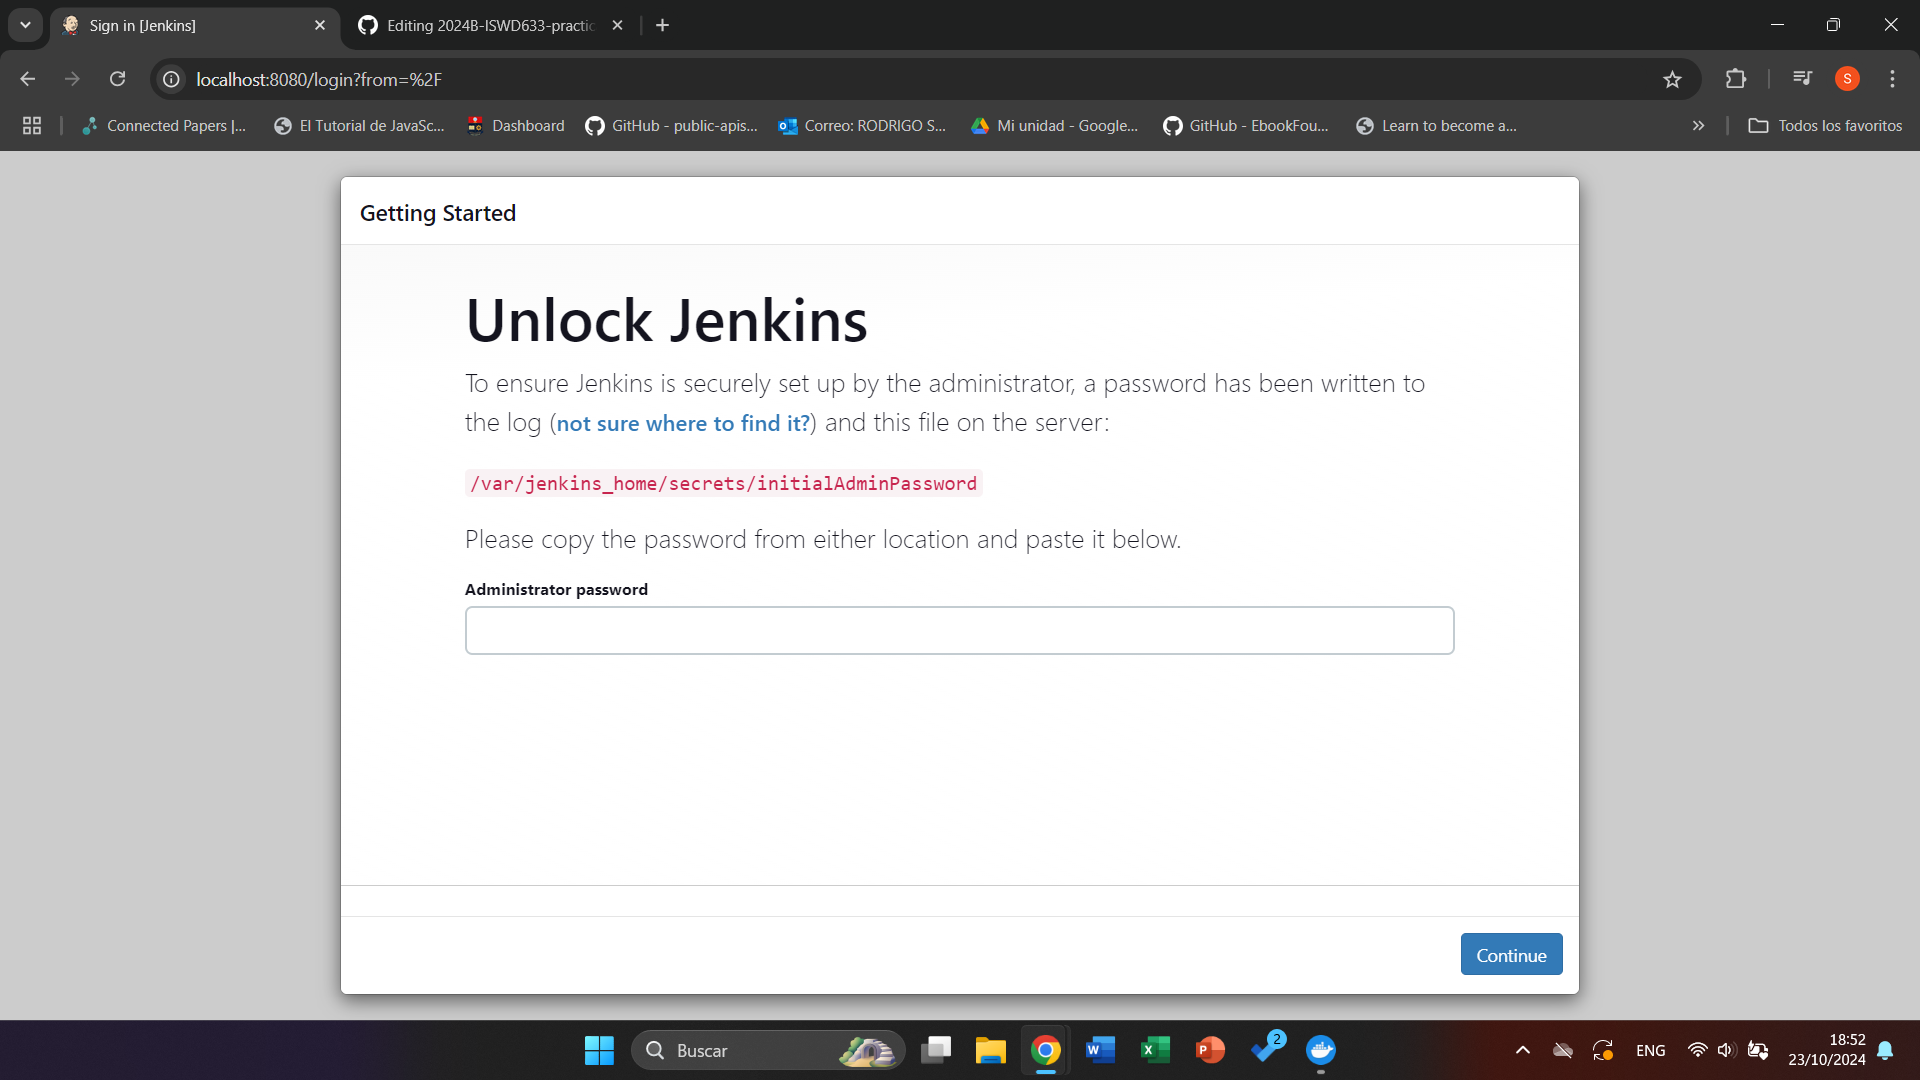 Sign in [Jenkins]
Editing 2024B-ISWD633-practic
localhost:8080/login?from=%2F
S
Connected Papers |...
El Tutorial de JavaSc...
Dashboard
GitHub - public-apis...
Correo: RODRIGO S...
Mi unidad - Google...
GitHub - EbookFou...
Learn to become a...
Todos los favoritos
Getting Started
Unlock Jenkins
To ensure Jenkins is securely set up by the administrator, a password has been written to
the log (not sure where to find it?) and this file on the server:
/var/jenkins_home/secrets/initialAdminPassword
Please copy the password from either location and paste it below.
Administrator password
Continue
Buscar
2
ENG
18:52
23/10/2024